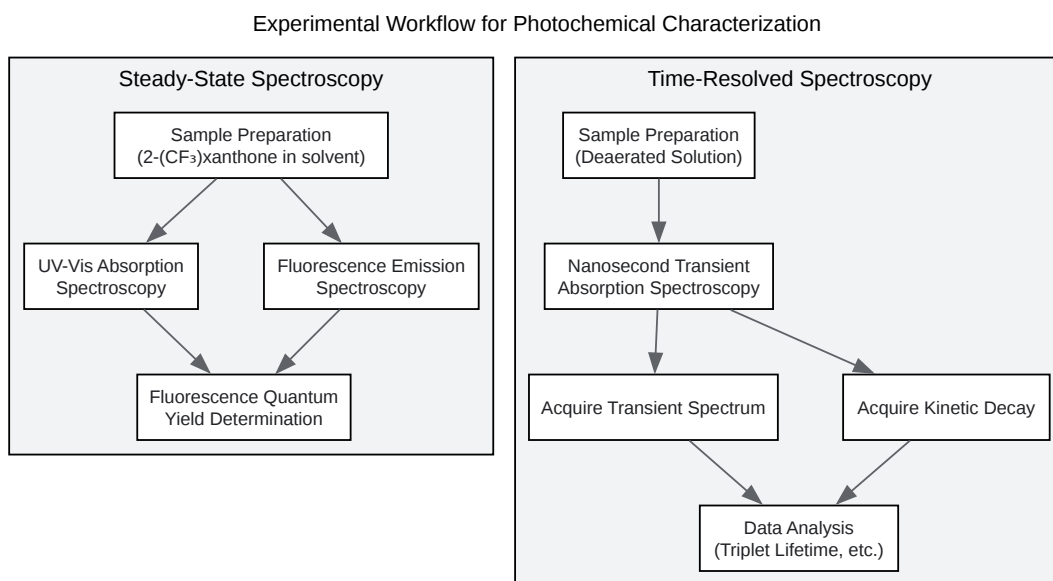 Experimental Workflow for Photochemical Characterization
Steady-State Spectroscopy
Sample Preparation
(2-(CF₃)xanthone in solvent)
UV-Vis Absorption
Spectroscopy
Fluorescence Emission
Spectroscopy
Fluorescence Quantum
Yield Determination
Time-Resolved Spectroscopy
Sample Preparation
(Deaerated Solution)
Nanosecond Transient
Absorption Spectroscopy
Acquire Transient Spectrum
Acquire Kinetic Decay
Data Analysis
(Triplet Lifetime, etc.)